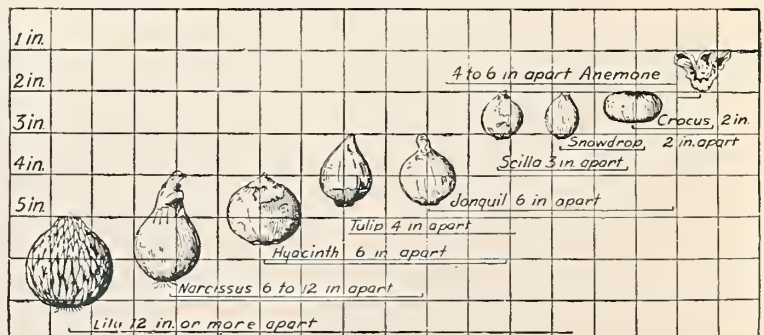 1 in.
2 in.
3 in.
4 in.
5 in.
4 to 6 in apart Anemone
Crocus, 2 in.
Snowdrop 2 in. apart
Scilla 3 in. apart
Jonquil 6 in apart
Tulip 4 in apart
Hyacinth 6 in apart
Narcissus 6 to 12 in apart
Lily 12 in. or more apart